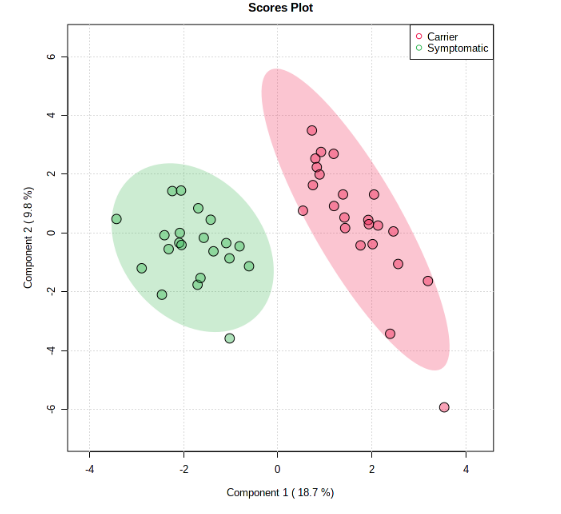 Scores Plot
Carrier
Symptomatic
6
4
2
0
-2
-4
-6
Component 2 ( 9.8 %)
-4
-2
0
2
4
Component 1 ( 18.7 %)